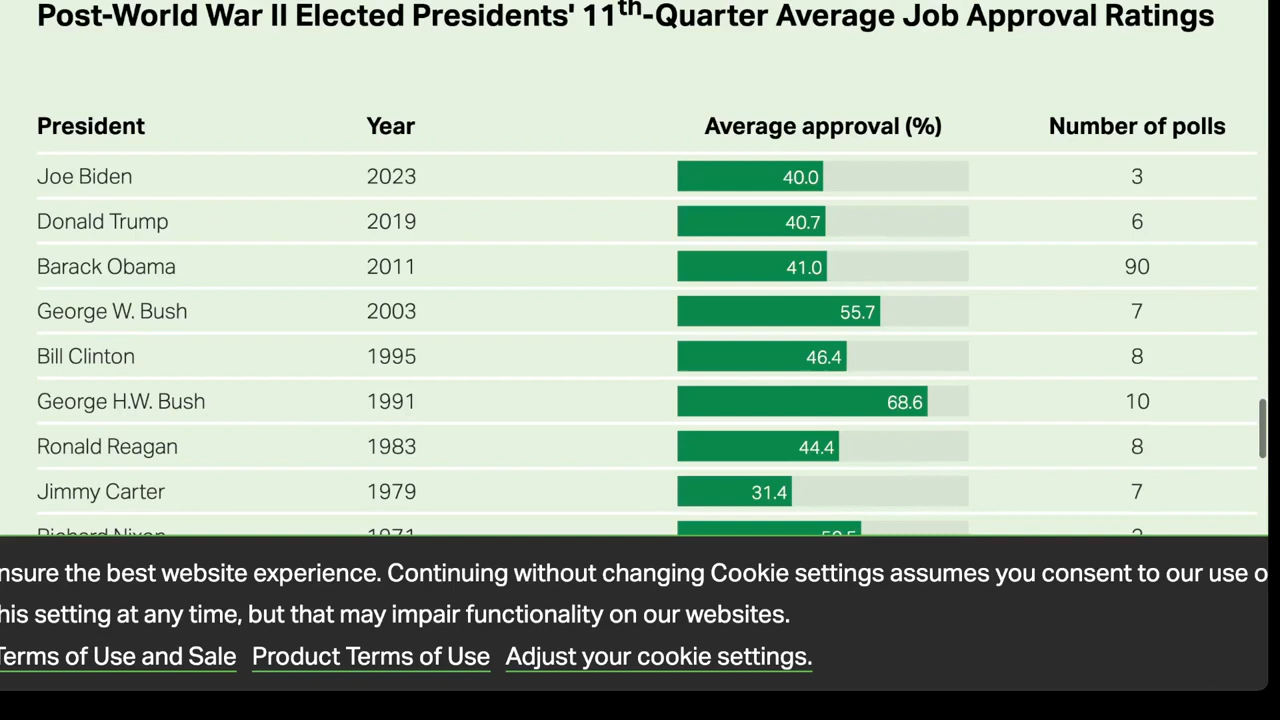 Post-World War II Elected Presidents' 11th-Quarter Average Job Approval Ratings
President Year Average approval (%) Number of polls
Joe Biden 2023 40.0 3
Donald Trump 2019 40.7 6
Barack Obama 2011 41.0 90
George W. Bush 2003 55.7 7
Bill Clinton 1995 46.4 8
George H.W. Bush 1991 68.6 10
Ronald Reagan 1983 44.4 8
Jimmy Carter 1979 31.4 7
Richard Nixon 1971
nsure the best website experience. Continuing without changing Cookie settings assumes you consent to our use o
his setting at any time, but that may impair functionality on our websites.
Terms of Use and Sale Product Terms of Use Adjust your cookie settings.